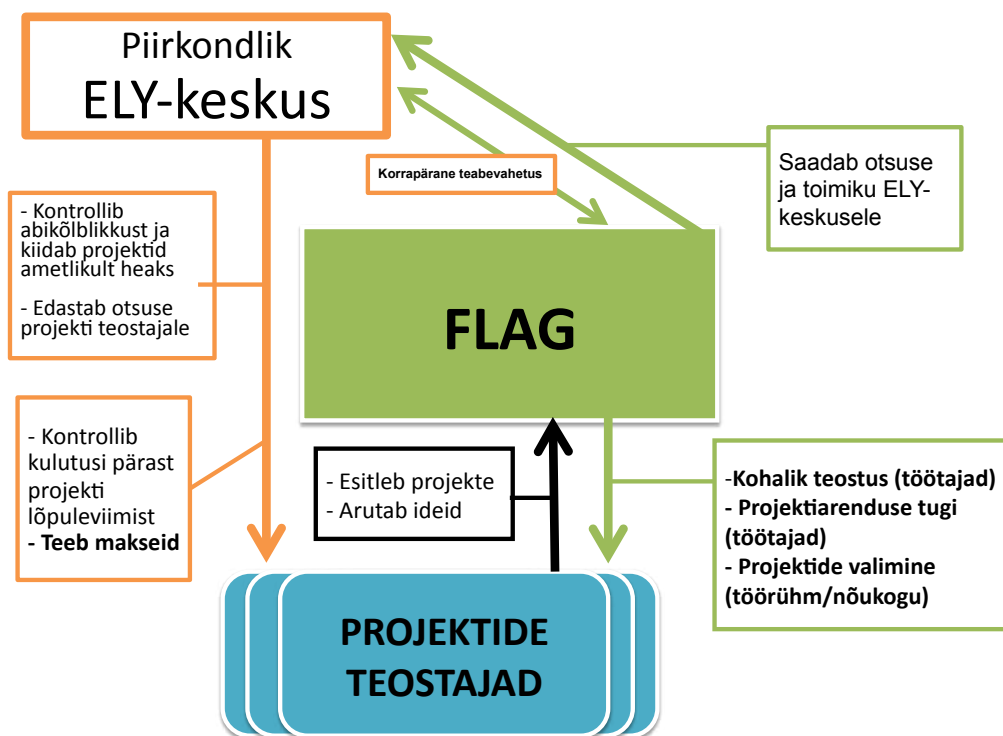 Piirkondlik
ELY-keskus
Korrapärane teabevahetus
Saadab otsuse
ja toimiku ELY-
keskusele
- Kontrollib
abikõlblikkust ja
kiidab projektid
ametlikult heaks
- Edastab otsuse
projekti teostajale
FLAG
- Kontrollib
kulutusi pärast
projekti
lõpuleviimist
- Teeb makseid
- Esitleb projekte
- Arutab ideid
-Kohalik teostus (töötajad)
- Projektiarenduse tugi
(töötajad)
- Projektide valimine
(töörühm/nõukogu)
PROJEKTIDE
TEOSTAJAD